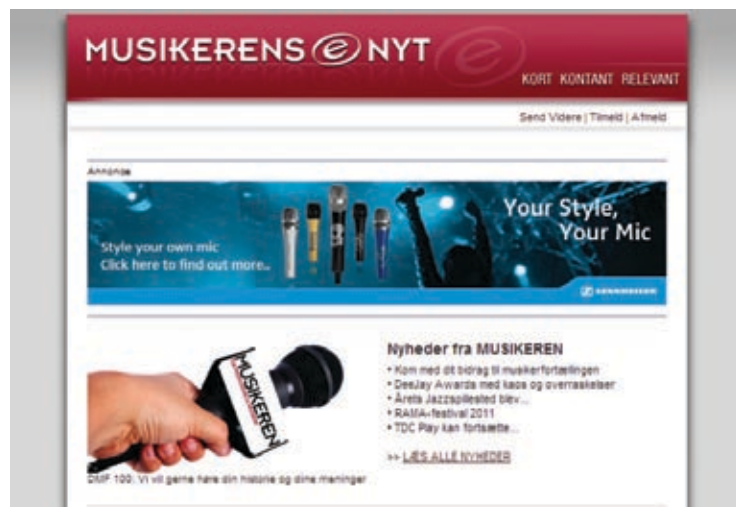 MUSIKERENS e NYT
KORT KONTANT RELEVANT
Send Videre | Tilmeld | Afmeld
Annonce
Style your own mic
Click here to find out more..
Your Style,
Your Mic
SENNHEISER
MUSIKEREN
DMF 100: Vi vil gerne høre din historie og dine meninger
Nyheder fra MUSIKEREN
• Kom med dit bidrag til musikerfortællingen
• DeeJay Awards med kaos og overraskelser
• Årets Jazzspillested blev...
• RAMA-festival 2011
• TDC Play kan fortsætte...
>> LÆS ALLE NYHEDER